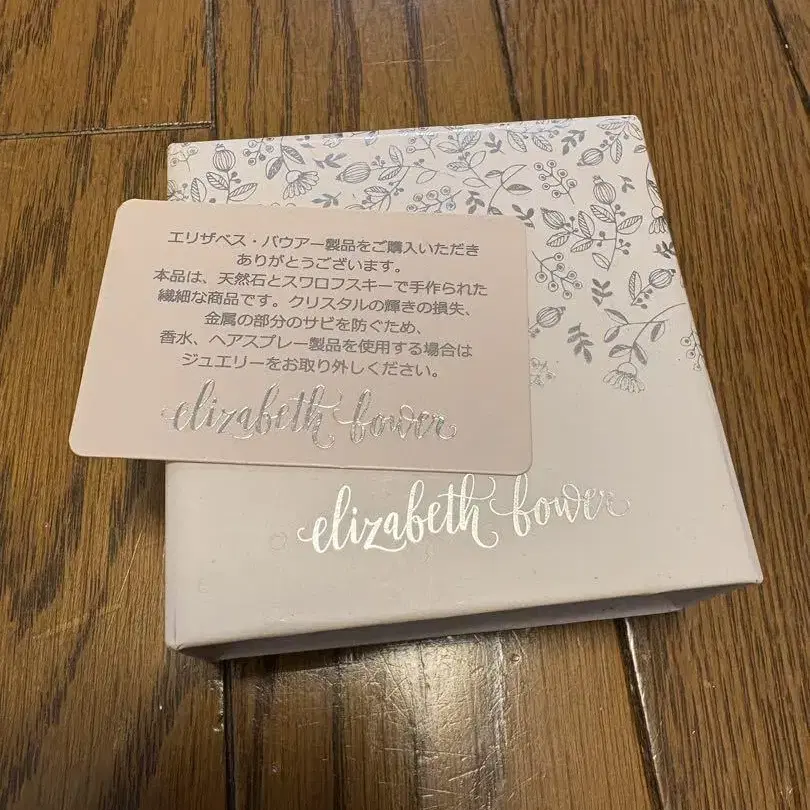 エリザベス・バウアー製品をご購入いただき
ありがとうございます。
本品は、天然石とスワロフスキーで手作られた
繊細な商品です。クリスタルの輝きの損失、
金属の部分のサビを防ぐため、
香水、ヘアスプレー製品を使用する場合は
ジュエリーをお取り外しください。
elizabeth bower
elizabeth bower